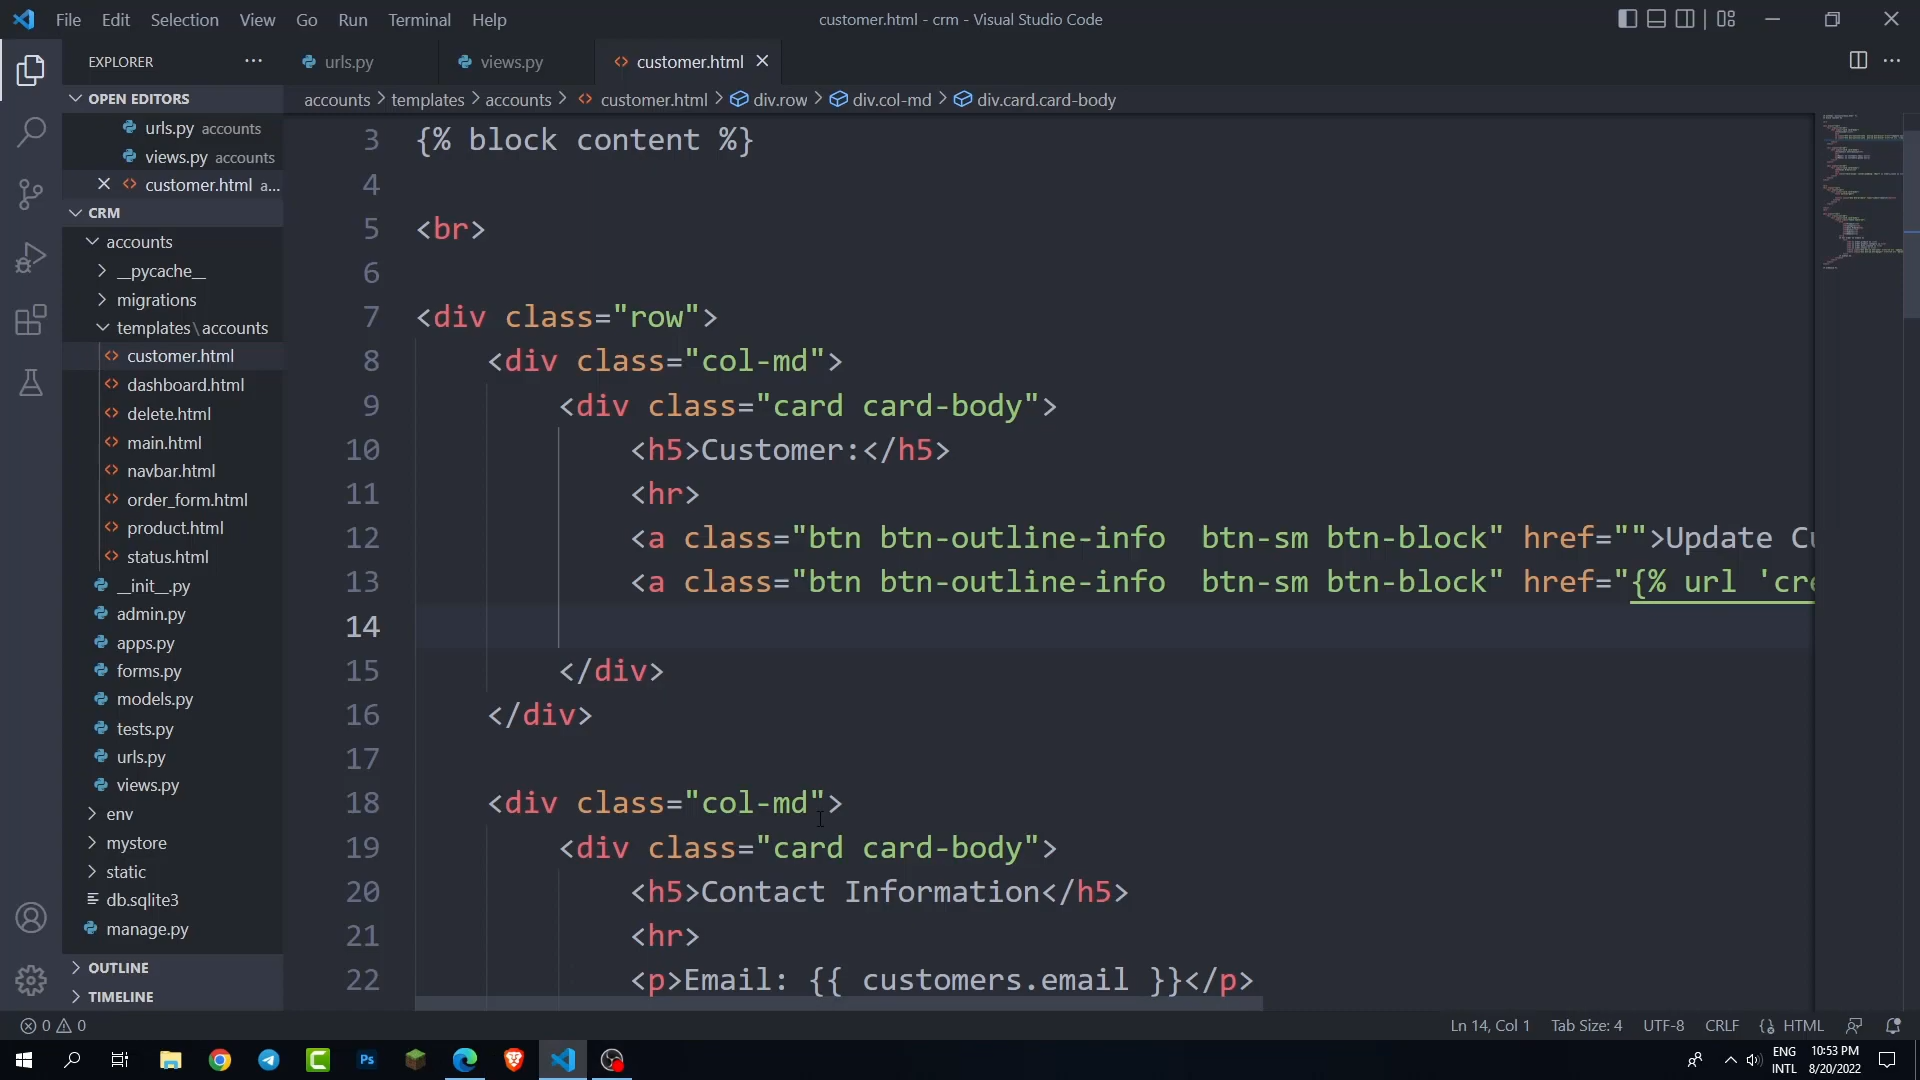 File Edit Selection View Go Run Terminal Help
customer.html - crm - Visual Studio Code
EXPLORER
OPEN EDITORS
urls.py accounts
views.py accounts
customer.html a...
CRM
accounts
__pycache__
migrations
templates\accounts
customer.html
dashboard.html
delete.html
main.html
navbar.html
order_form.html
product.html
status.html
__init__.py
admin.py
apps.py
forms.py
models.py
tests.py
urls.py
views.py
env
mystore
static
db.sqlite3
manage.py
OUTLINE
TIMELINE
urls.py views.py customer.html
accounts > templates > accounts > customer.html > div.row > div.col-md > div.card.card-body
3 {% block content %}
4
5 <br>
6
7 <div class="row">
8 <div class="col-md">
9 <div class="card card-body">
10 <h5>Customer:</h5>
11 <hr>
12 <a class="btn btn-outline-info  btn-sm btn-block" href="">Update Cu
13 <a class="btn btn-outline-info  btn-sm btn-block" href="{% url 'cre
14
15 </div>
16 </div>
17
18 <div class="col-md">
19 <div class="card card-body">
20 <h5>Contact Information</h5>
21 <hr>
22 <p>Email: {{ customers.email }}</p>
0 0
Ln 14, Col 1 Tab Size: 4 UTF-8 CRLF HTML
Ps
ENG
INTL
10:53 PM
8/20/2022